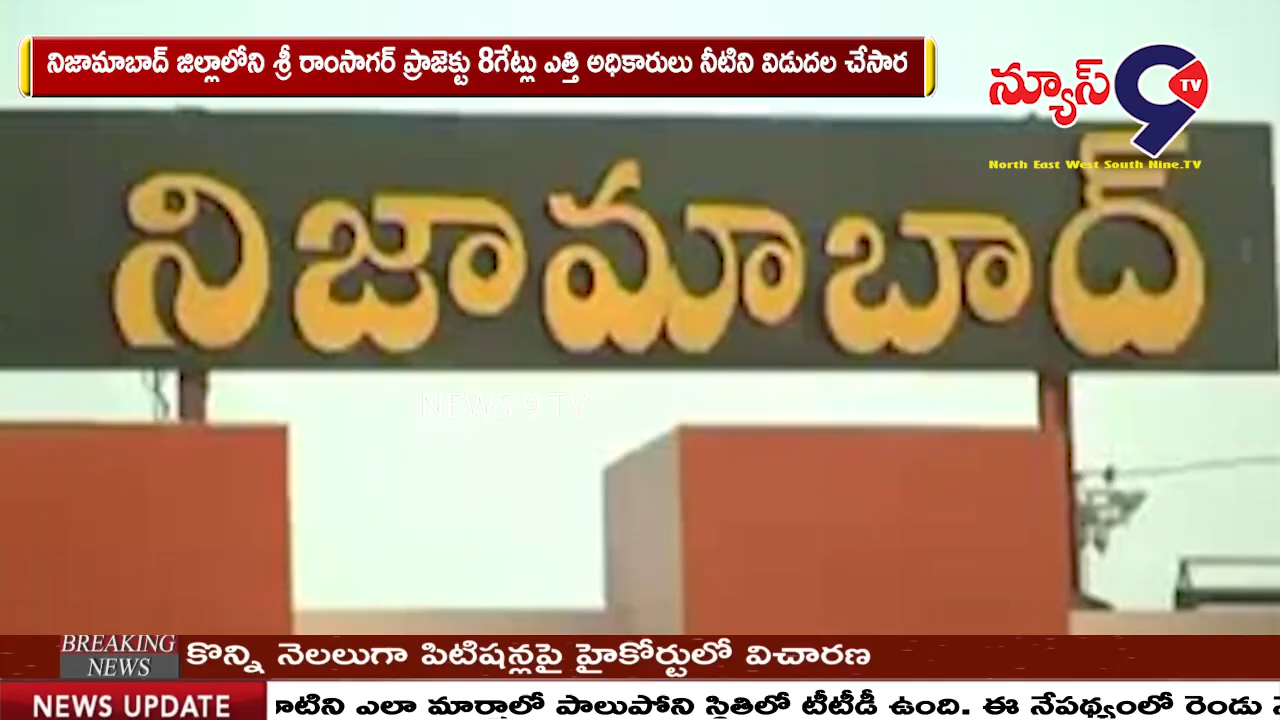 నిజామాబాద్ జిల్లాలోని శ్రీ రాంసాగర్ ప్రాజెక్టు 8గేట్లు ఎత్తి అధికారులు నీటిని విడుదల చేసార
న్యూస్ 9 TV
North East West South Nine.TV
నిజామాబాద్
NEWS 9 TV
BREAKING NEWS కొన్ని నెలలుగా పిటిషన్లపై హైకోర్టులో విచారణ
NEWS UPDATE ఎలా మార్చాలో పాలుపోని స్థితిలో టీటీడీ ఉంది. ఈ నేపథ్యంలో రెండు